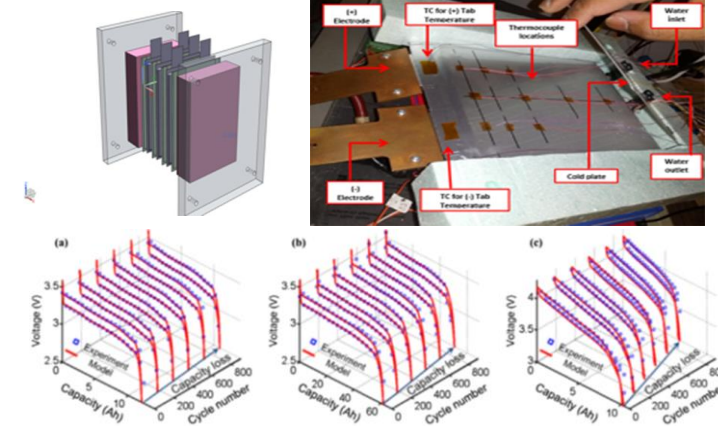 (+)
Electrode
TC for (+) Tab
Temperature
Thermocouple
locations
Water
inlet
(-)
Electrode
TC for (-) Tab
Temperature
Cold plate
Water
outlet
(a)
Voltage (V)
3.5
3
2.5
Experiment
Model
0
5
10
Capacity (Ah)
Capacity loss
0
200
400
600
800
Cycle number
(b)
Voltage (V)
3.5
3
2.5
Experiment
Model
0
20
40
60
Capacity (Ah)
Capacity loss
0
200
400
600
800
Cycle number
(c)
Voltage (V)
4
3.5
3
Experiment
Model
0
5
10
Capacity (Ah)
Capacity loss
0
200
400
600
800
Cycle number